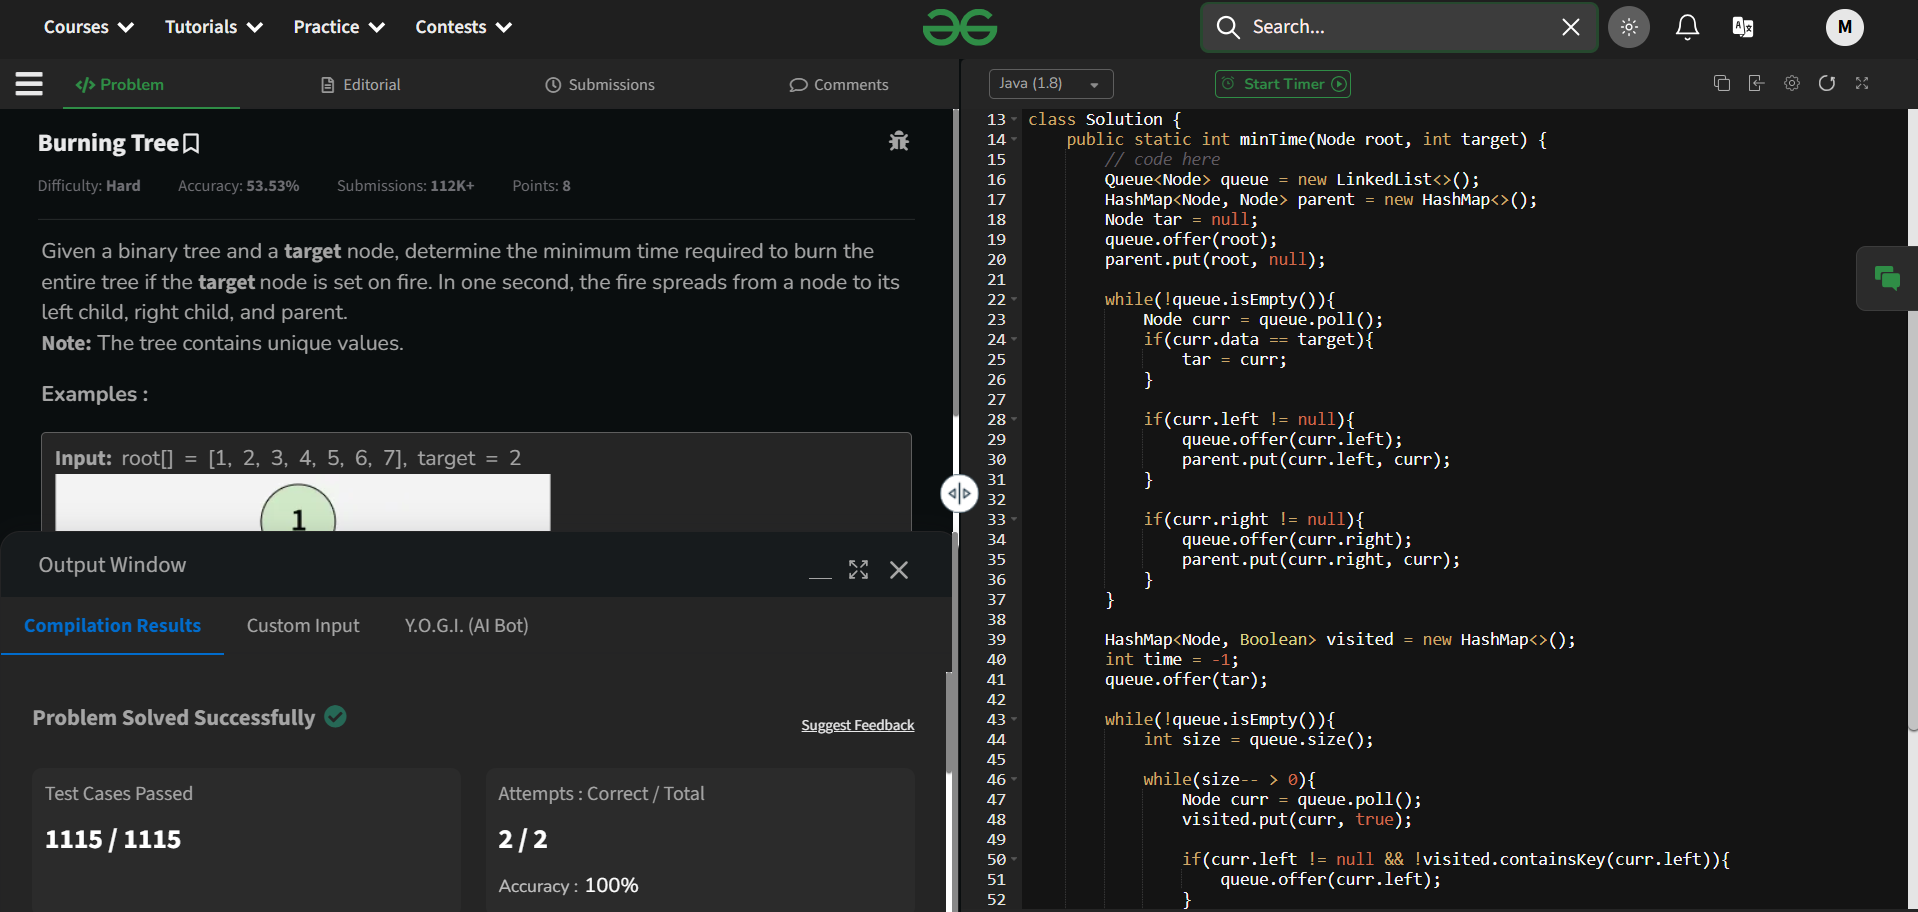 Courses Tutorials Practice Contests Search... M
Problem Editorial Submissions Comments
Burning Tree
Difficulty: Hard Accuracy: 53.53% Submissions: 112K+ Points: 8
Given a binary tree and a target node, determine the minimum time required to burn the
entire tree if the target node is set on fire. In one second, the fire spreads from a node to its
left child, right child, and parent.
Note: The tree contains unique values.
Examples :
Input: root[] = [1, 2, 3, 4, 5, 6, 7], target = 2
1
Output Window
Compilation Results Custom Input Y.O.G.I. (AI Bot)
Problem Solved Successfully
Suggest Feedback
Test Cases Passed
1115 / 1115
Attempts : Correct / Total
2 / 2
Accuracy : 100%
Java (1.8) Start Timer
13 class Solution {
14 public static int minTime(Node root, int target) {
15 // code here
16 Queue<Node> queue = new LinkedList<>();
17 HashMap<Node, Node> parent = new HashMap<>();
18 Node tar = null;
19 queue.offer(root);
20 parent.put(root, null);
21
22 while(!queue.isEmpty()){
23 Node curr = queue.poll();
24 if(curr.data == target){
25 tar = curr;
26 }
27
28 if(curr.left != null){
29 queue.offer(curr.left);
30 parent.put(curr.left, curr);
31 }
32
33 if(curr.right != null){
34 queue.offer(curr.right);
35 parent.put(curr.right, curr);
36 }
37 }
38
39 HashMap<Node, Boolean> visited = new HashMap<>();
40 int time = -1;
41 queue.offer(tar);
42
43 while(!queue.isEmpty()){
44 int size = queue.size();
45
46 while(size-- > 0){
47 Node curr = queue.poll();
48 visited.put(curr, true);
49
50 if(curr.left != null && !visited.containsKey(curr.left)){
51 queue.offer(curr.left);
52 }